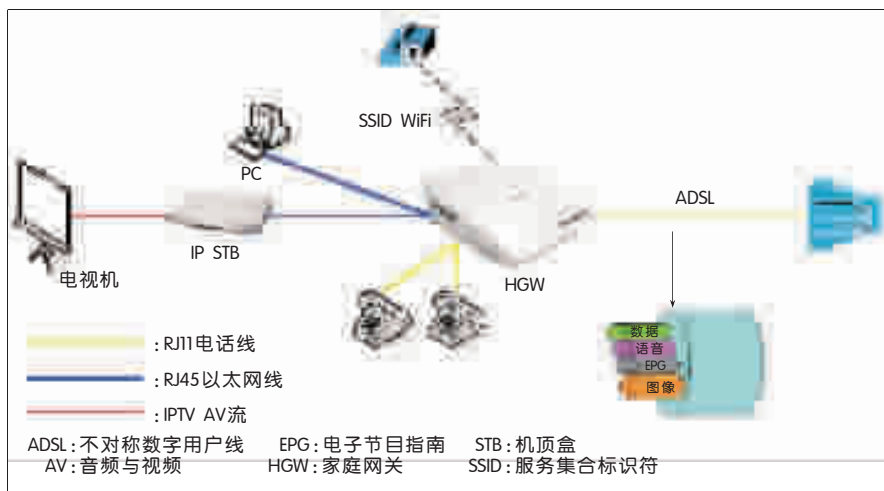 SSID WiFi
PC
ADSL
IP STB
HGW
电视机
数据
语音
EPG
图像
:RJ11电话线
:RJ45以太网线
:IPTV AV流
ADSL:不对称数字用户线 EPG:电子节目指南 STB:机顶盒
AV:音频与视频 HGW:家庭网关 SSID:服务集合标识符